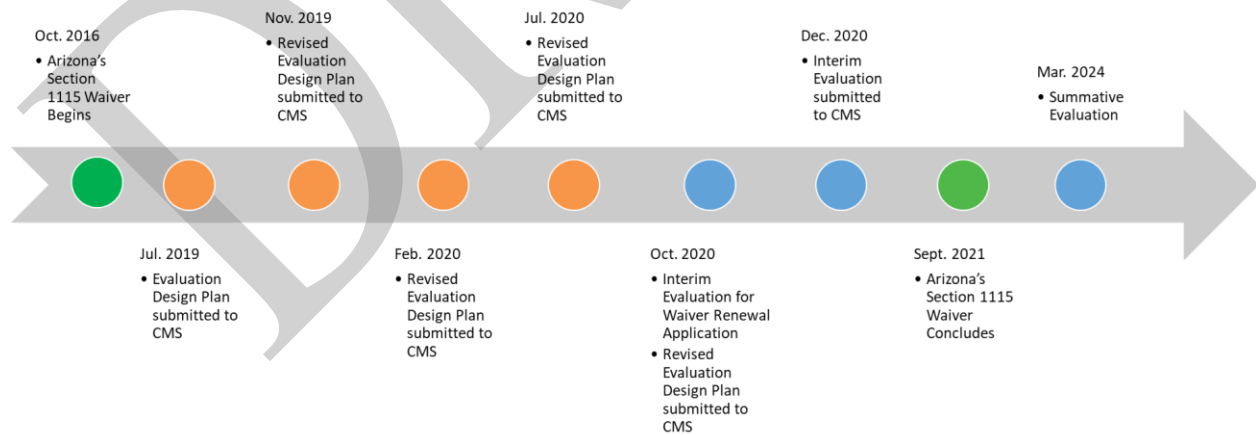 Oct. 2016
• Arizona's
Section
1115 Waiver
Begins
Jul. 2019
• Evaluation
Design Plan
submitted to
CMS
Nov. 2019
• Revised
Evaluation
Design Plan
submitted to
CMS
Feb. 2020
• Revised
Evaluation
Design Plan
submitted to
CMS
Jul. 2020
• Revised
Evaluation
Design Plan
submitted to
CMS
Oct. 2020
• Interim
Evaluation for
Waiver Renewal
Application
• Revised
Evaluation
Design Plan
submitted to
CMS
Dec. 2020
• Interim
Evaluation
submitted
to CMS
Sept. 2021
• Arizona's
Section 1115
Waiver
Concludes
Mar. 2024
• Summative
Evaluation